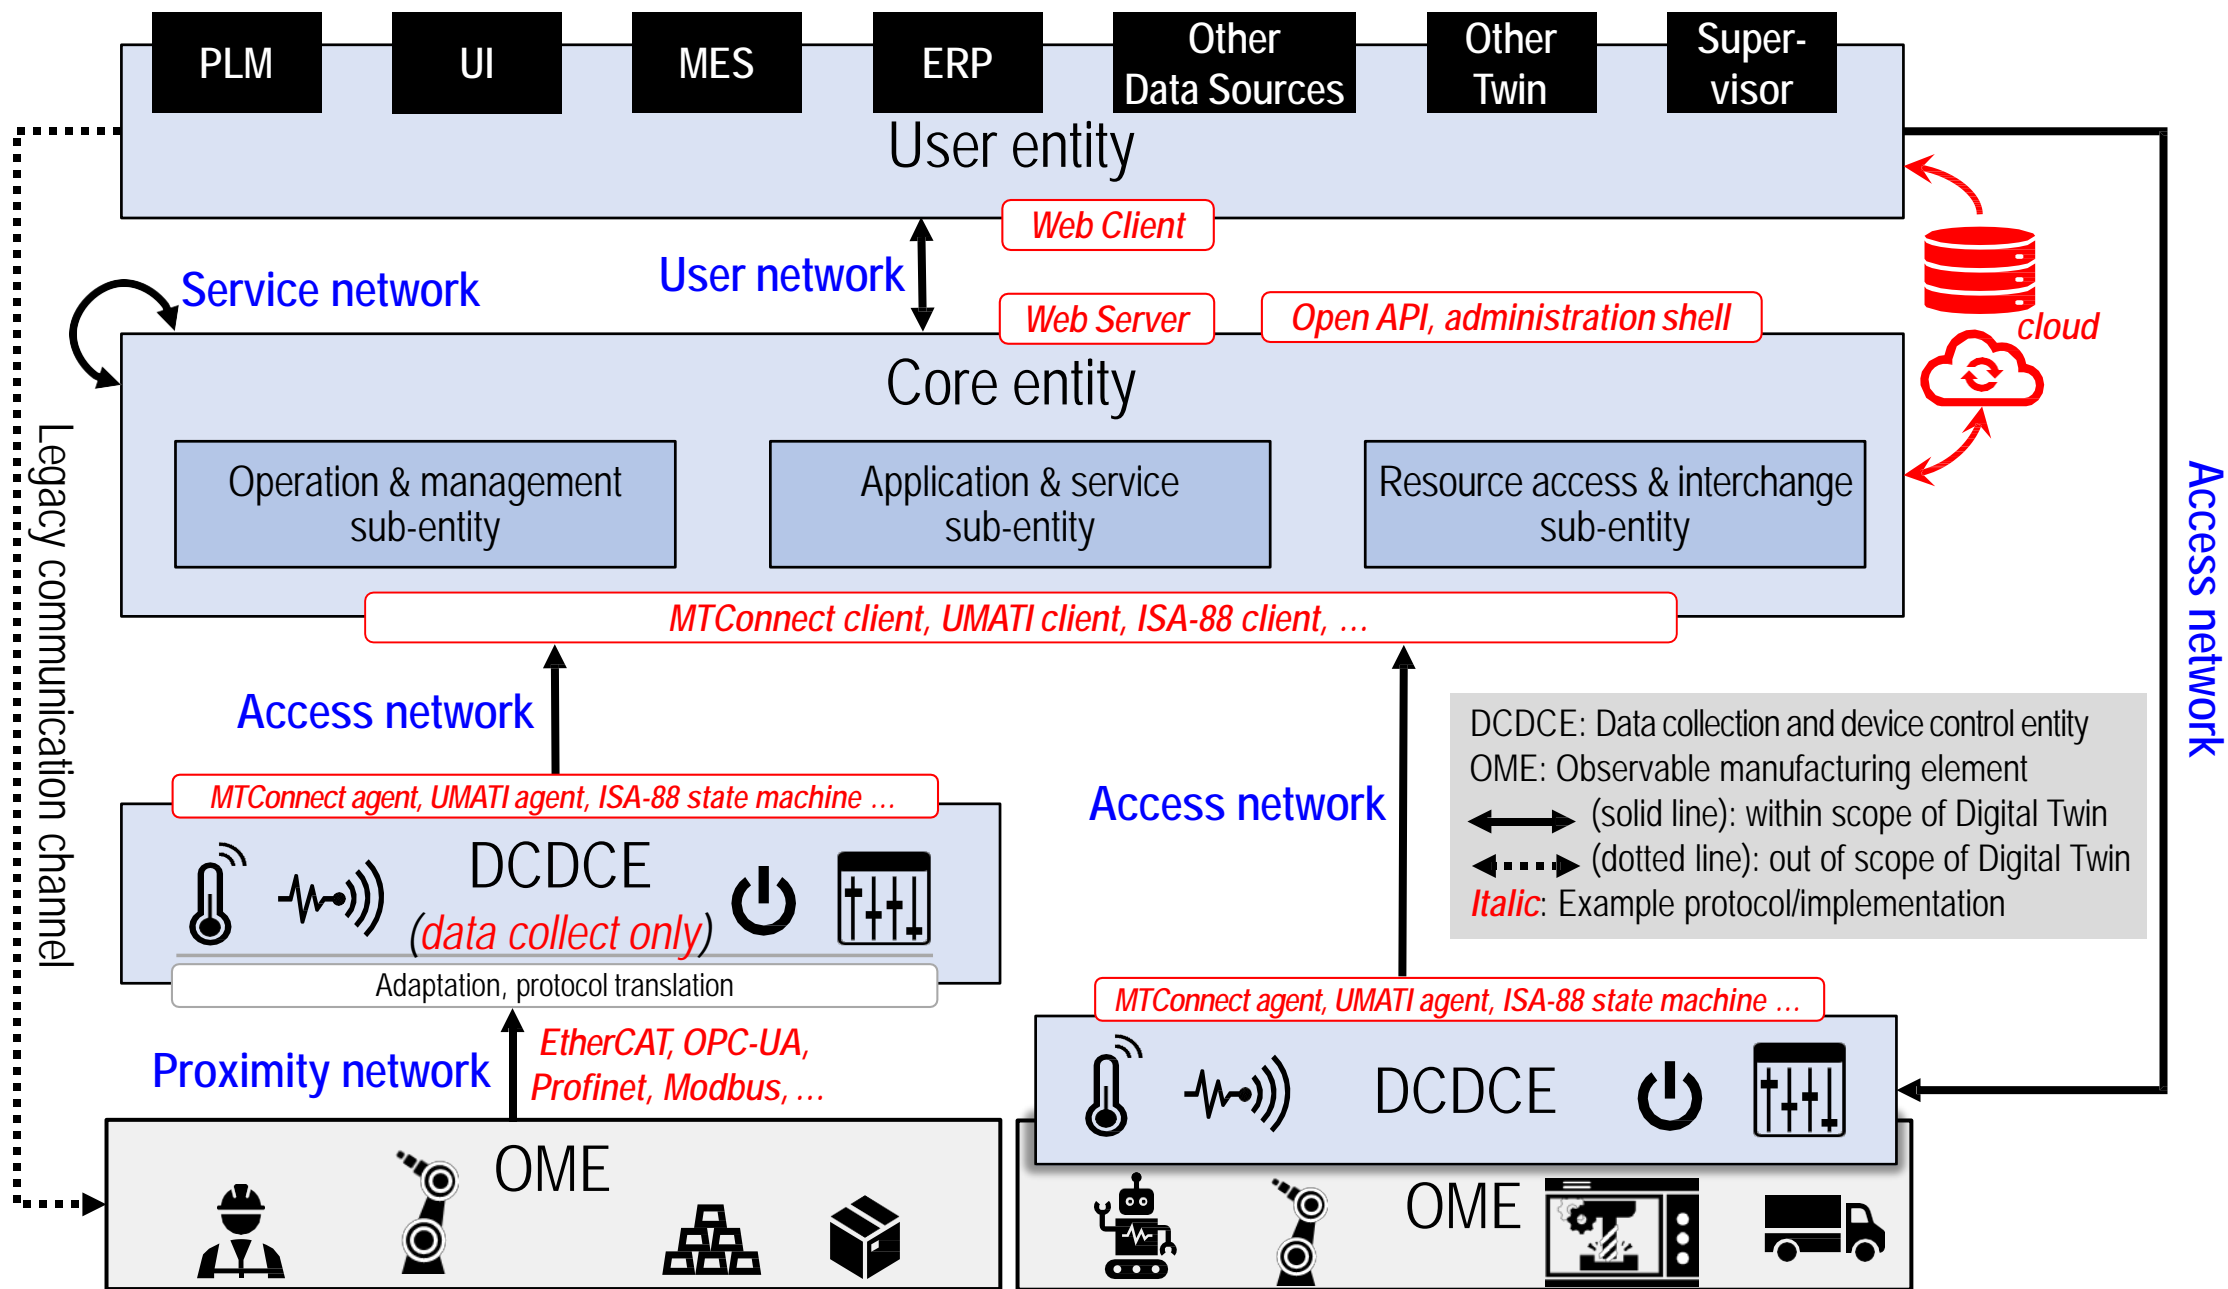 PLM
UI
MES
ERP
Other
Data Sources
Other
Twin
Super-
visor
User entity
Web Client
Service network
User network
Web Server
Open API, administration shell
cloud
Core entity
Operation & management
sub-entity
Application & service
sub-entity
Resource access & interchange
sub-entity
MTConnect client, UMATI client, ISA-88 client, ...
Legacy communication channel
Access network
Access network
Access network
DCDCE: Data collection and device control entity
OME: Observable manufacturing element
(solid line): within scope of Digital Twin
(dotted line): out of scope of Digital Twin
Italic: Example protocol/implementation
MTConnect agent, UMATI agent, ISA-88 state machine ...
DCDCE
(data collect only)
Adaptation, protocol translation
Proximity network
EtherCAT, OPC-UA,
Profinet, Modbus, ...
OME
MTConnect agent, UMATI agent, ISA-88 state machine ...
DCDCE
OME